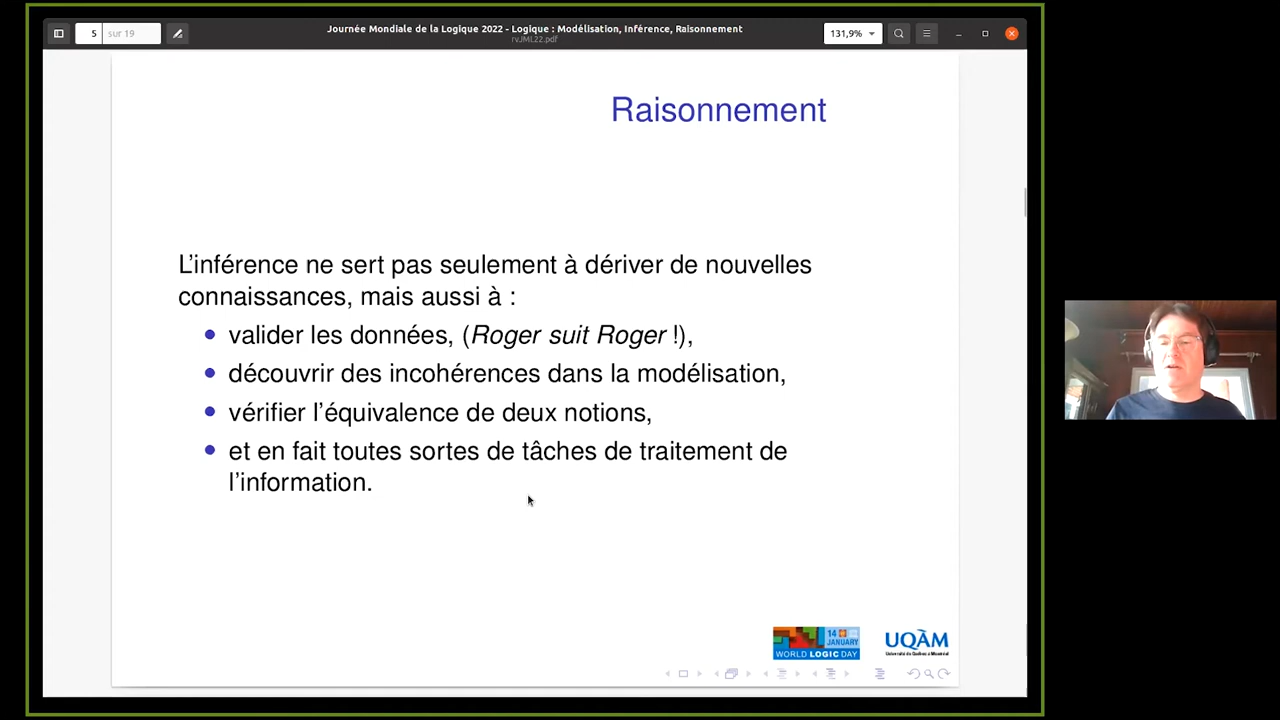 5 sur 19
Journée Mondiale de la Logique 2022 - Logique : Modélisation, Inférence, Raisonnement
rvJML22.pdf
131,9%
Raisonnement
L'inférence ne sert pas seulement à dériver de nouvelles
connaissances, mais aussi à :
valider les données, (Roger suit Roger !),
découvrir des incohérences dans la modélisation,
vérifier l'équivalence de deux notions,
et en fait toutes sortes de tâches de traitement de
l'information.
14
JANUARY
WORLD LOGIC DAY
UQÀM
Université du Québec à Montréal